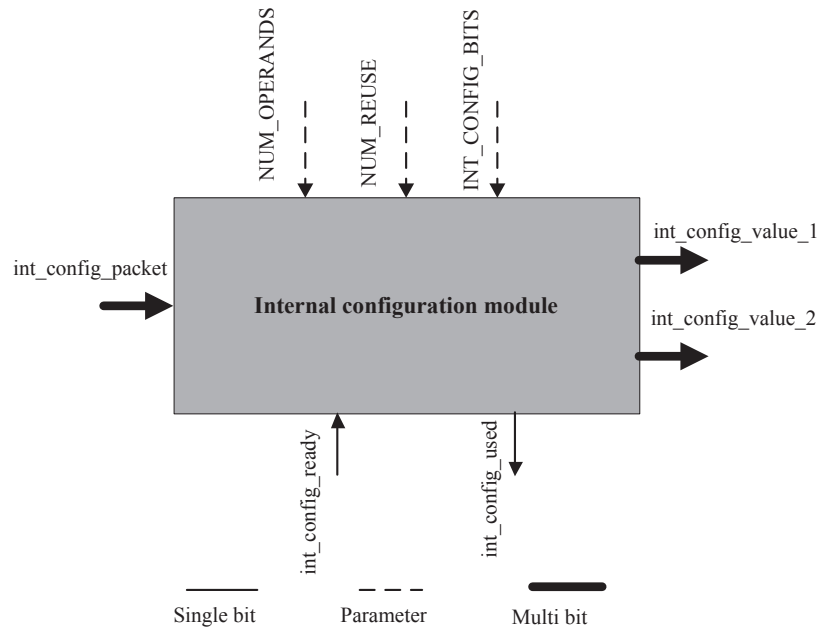 NUM_OPERANDS
NUM_REUSE
INT_CONFIG_BITS
int_config_packet
Internal configuration module
int_config_value_1
int_config_value_2
int_config_ready
int_config_used
Single bit
Parameter
Multi bit